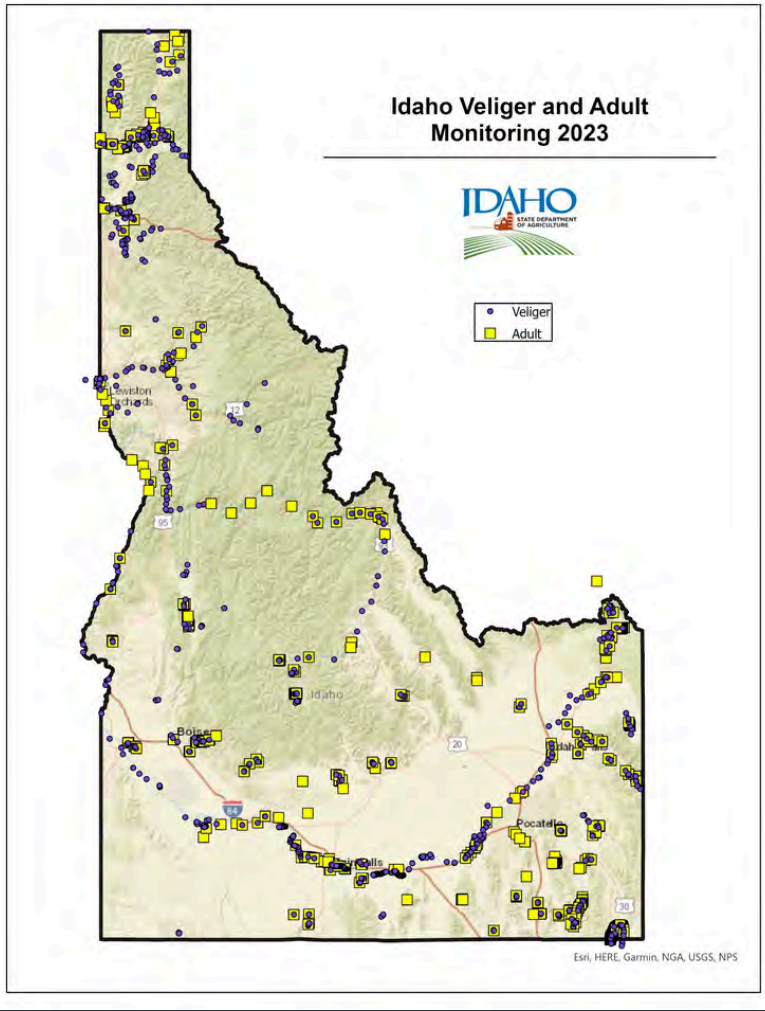 Idaho Veliger and Adult
Monitoring 2023
IDAHO
STATE DEPARTMENT
OF AGRICULTURE
Veliger
Adult
Lewiston
Orchards
12
95
Idaho
Boise
20
84
Pocatello
30
Esri, HERE, Garmin, NGA, USGS, NPS